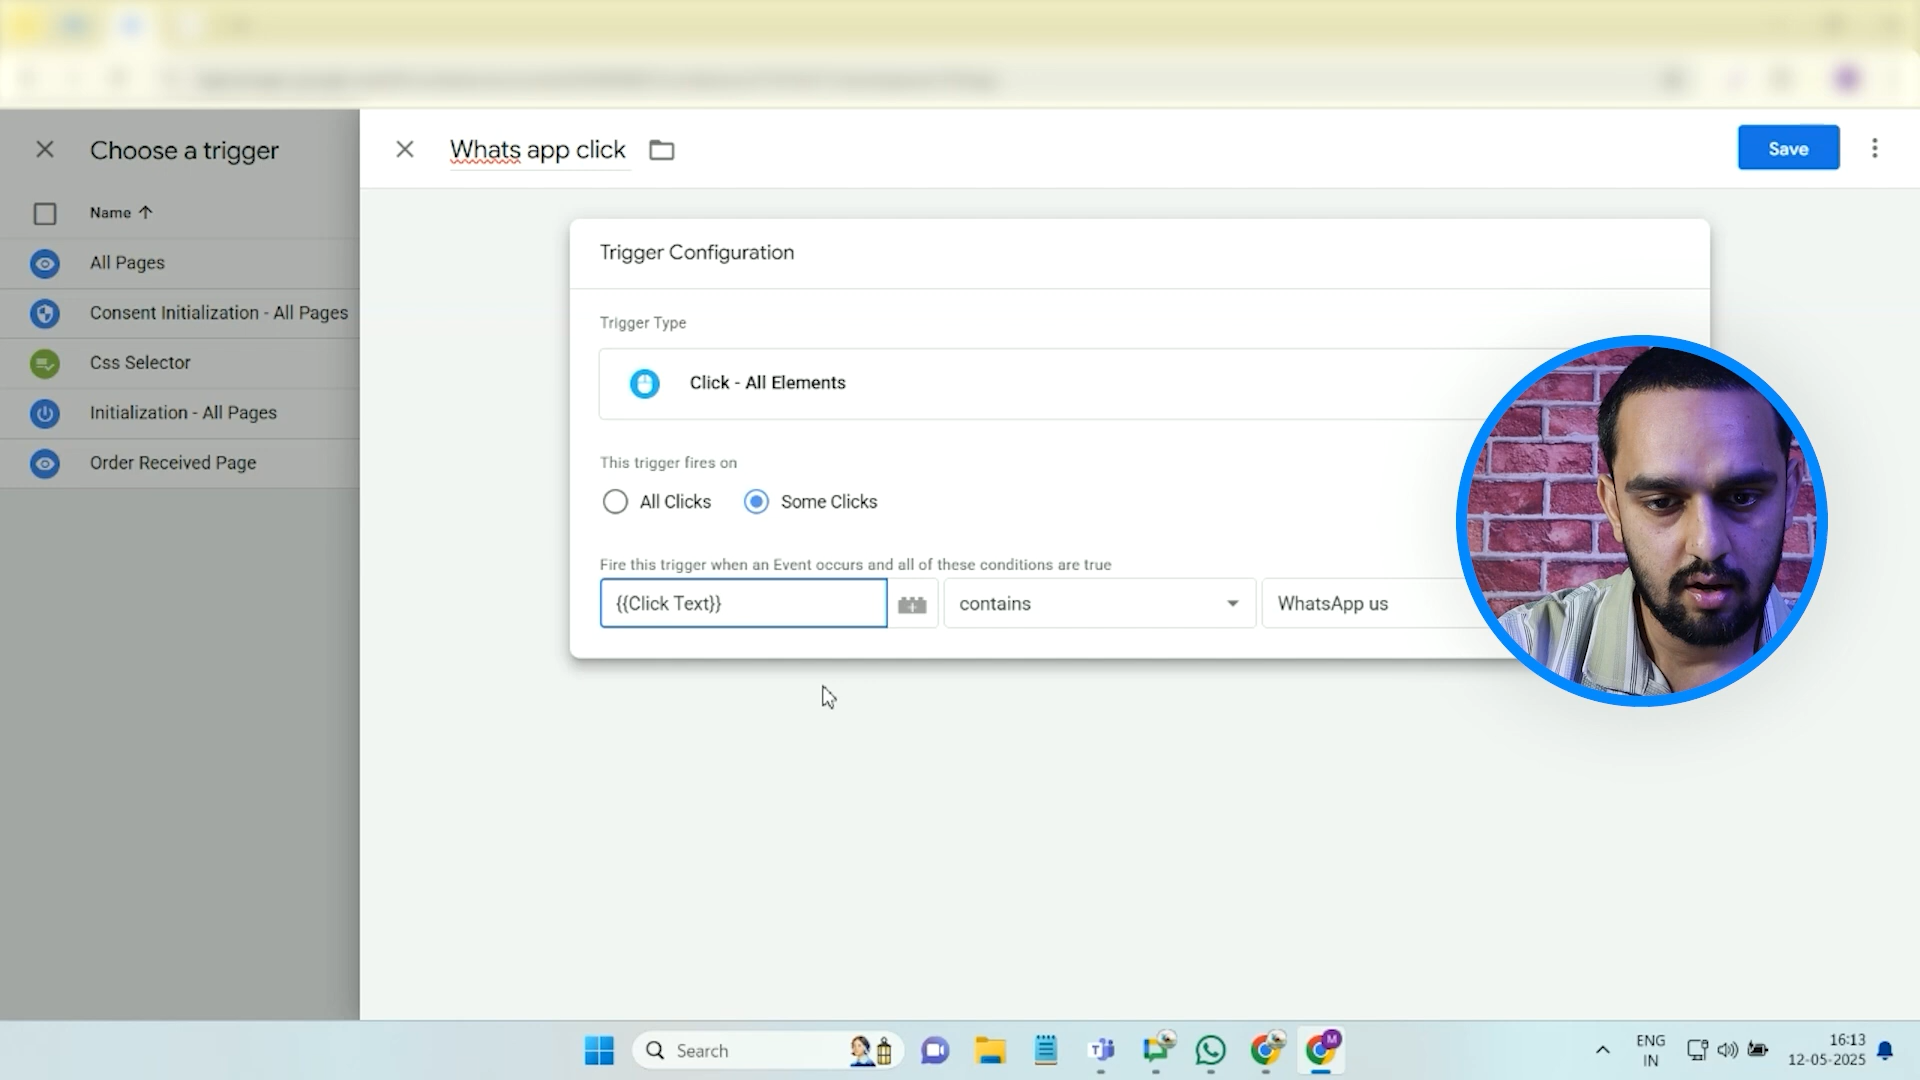 Choose a trigger
Whats app click
Save
Name
All Pages
Consent Initialization - All Pages
Css Selector
Initialization - All Pages
Order Received Page
Trigger Configuration
Trigger Type
Click - All Elements
This trigger fires on
All Clicks
Some Clicks
Fire this trigger when an Event occurs and all of these conditions are true
{{Click Text}}
contains
WhatsApp us
Search
ENG
IN
16:13
12-05-2025